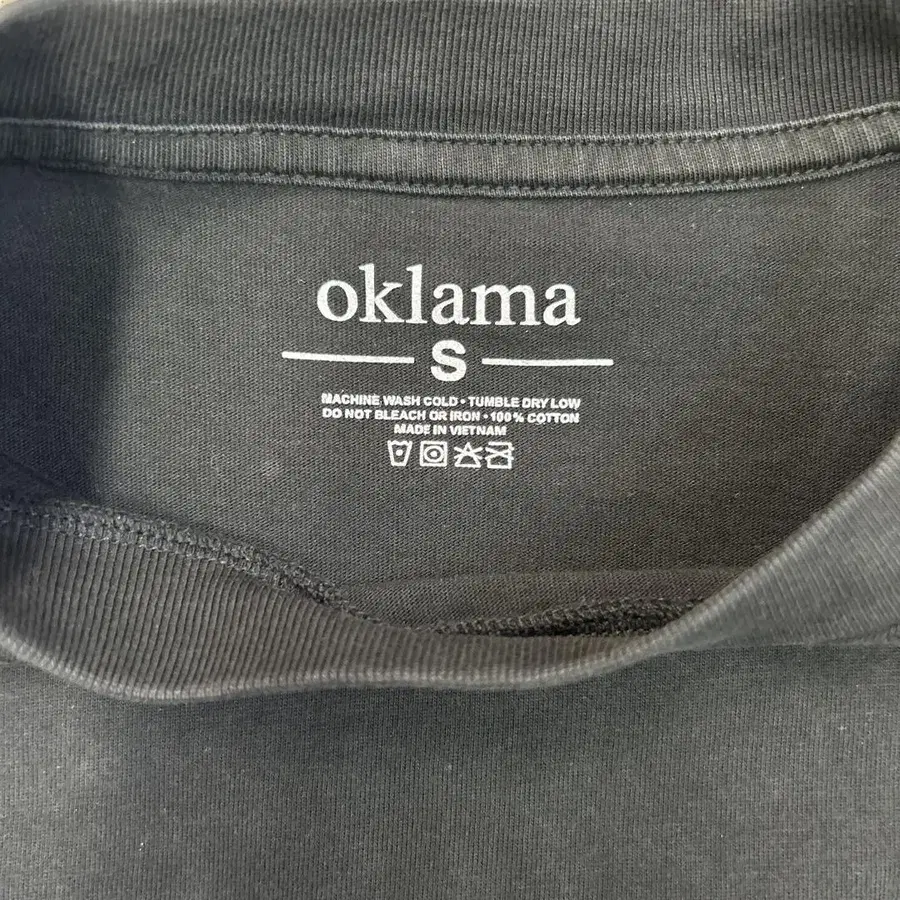 oklama
S
MACHINE WASH COLD • TUMBLE DRY LOW
DO NOT BLEACH OR IRON • 100% COTTON
MADE IN VIETNAM